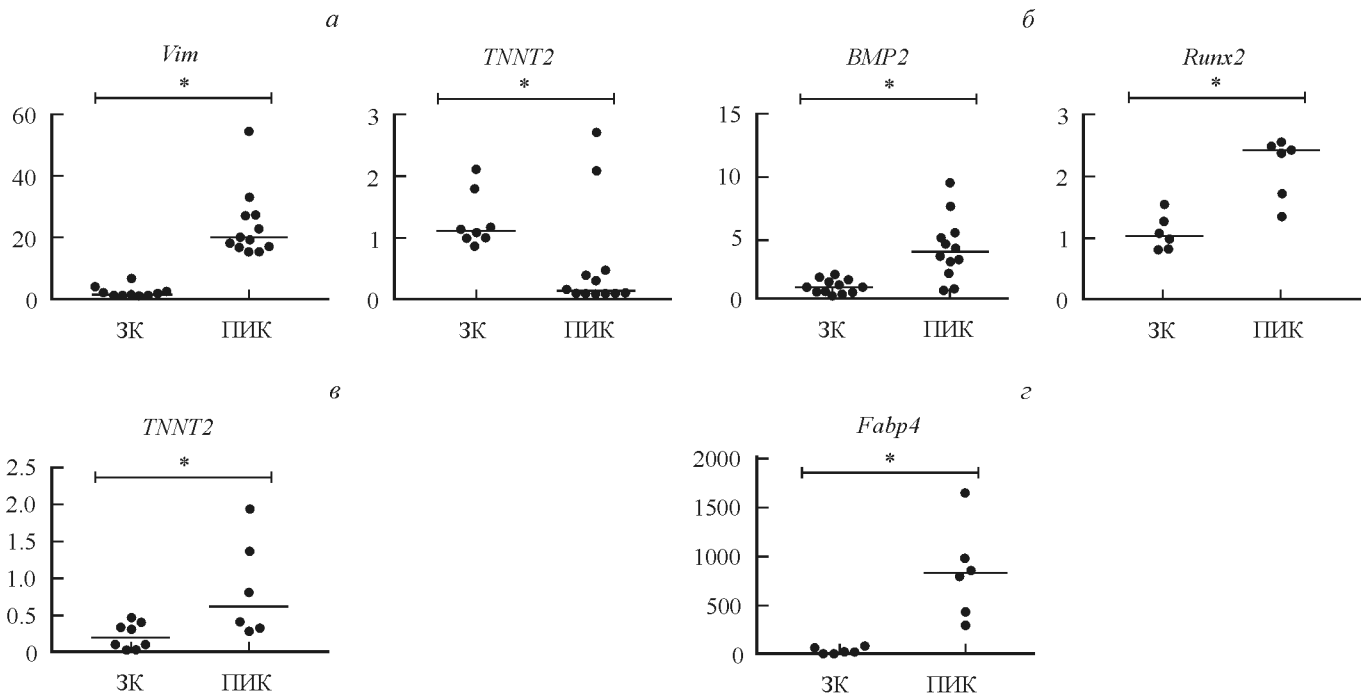 а
б
Vim
TNNT2
BMP2
Runx2
* * * *
60 3 15 3
40 2 10 2
20 1 5 1
0 0 0 0
ЗК ПИК ЗК ПИК ЗК ПИК ЗК ПИК
в
г
TNNT2
Fabp4
* *
2.5 2000
2.0 1500
1.5 1000
1.0 500
0.5
0 0
ЗК ПИК ЗК ПИК